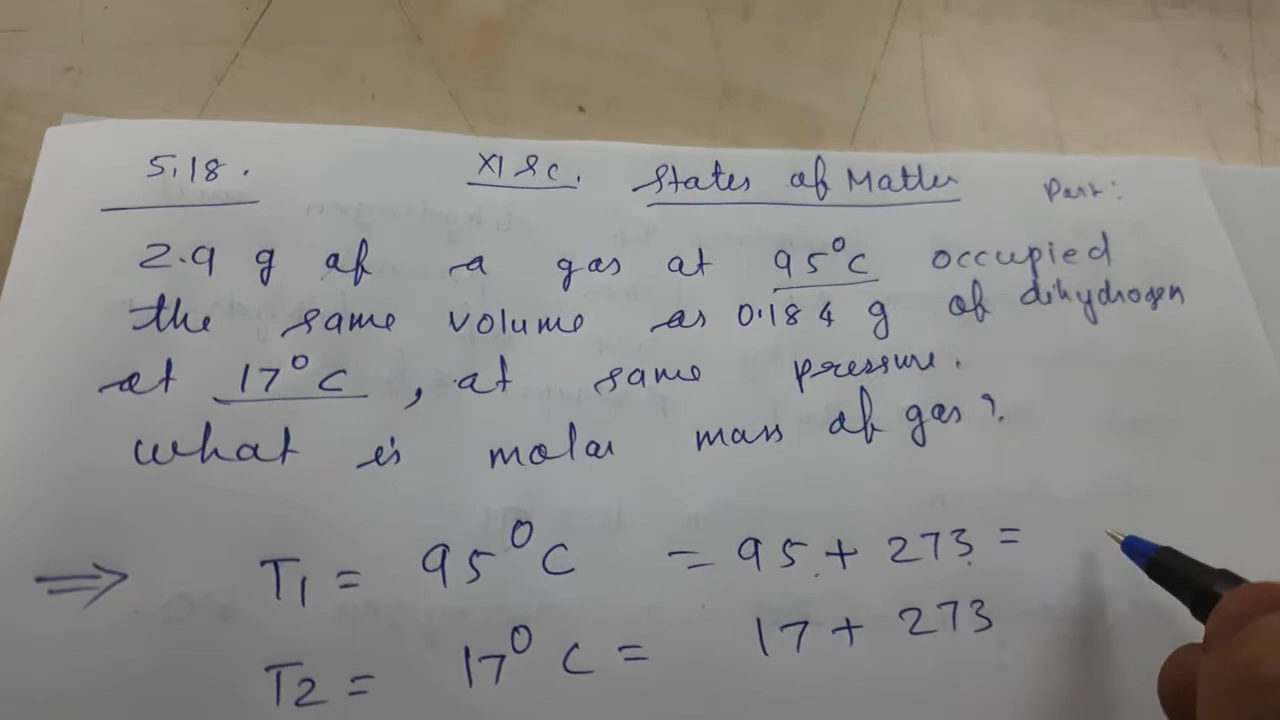 5.18. XI Sc. States of Matter Part:
2.9 g of a gas at 95°C occupied
the same volume as 0.184 g of dihydrogen
at 17°C, at same pressure.
what is molar mass of gas?
⇒ T1 = 95°C = 95 + 273 =
T2 = 17°C = 17 + 273